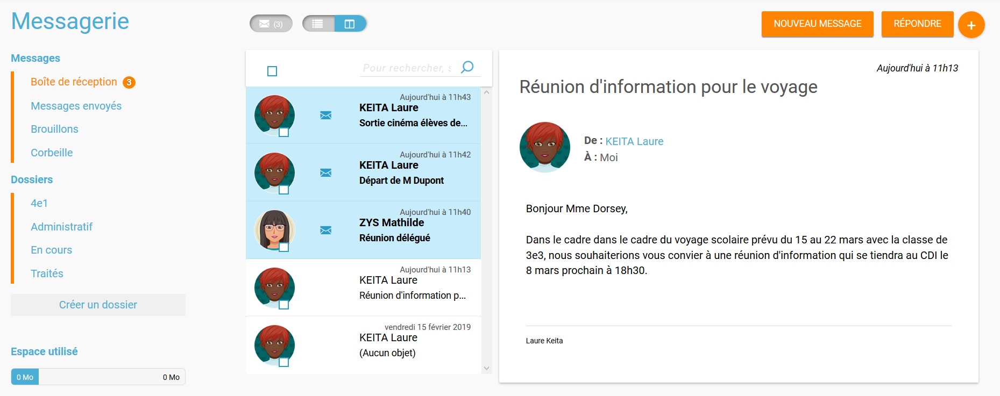 Messagerie
(3)
NOUVEAU MESSAGE
RÉPONDRE
+
Messages
Boîte de réception 3
Messages envoyés
Brouillons
Corbeille
Dossiers
4e1
Administratif
En cours
Traités
Créer un dossier
Espace utilisé
0 Mo
0 Mo
Pour rechercher, s
Aujourd'hui à 11h43
KEITA Laure
Sortie cinéma élèves de...
Aujourd'hui à 11h42
KEITA Laure
Départ de M Dupont
Aujourd'hui à 11h40
ZYS Mathilde
Réunion délégué
Aujourd'hui à 11h13
KEITA Laure
Réunion d'information p...
vendredi 15 février 2019
KEITA Laure
(Aucun objet)
Aujourd'hui à 11h13
Réunion d'information pour le voyage
De : KEITA Laure
À : Moi
Bonjour Mme Dorsey,
Dans le cadre dans le cadre du voyage scolaire prévu du 15 au 22 mars avec la classe de
3e3, nous souhaiterions vous convier à une réunion d'information qui se tiendra au CDI le
8 mars prochain à 18h30.
Laure Keita